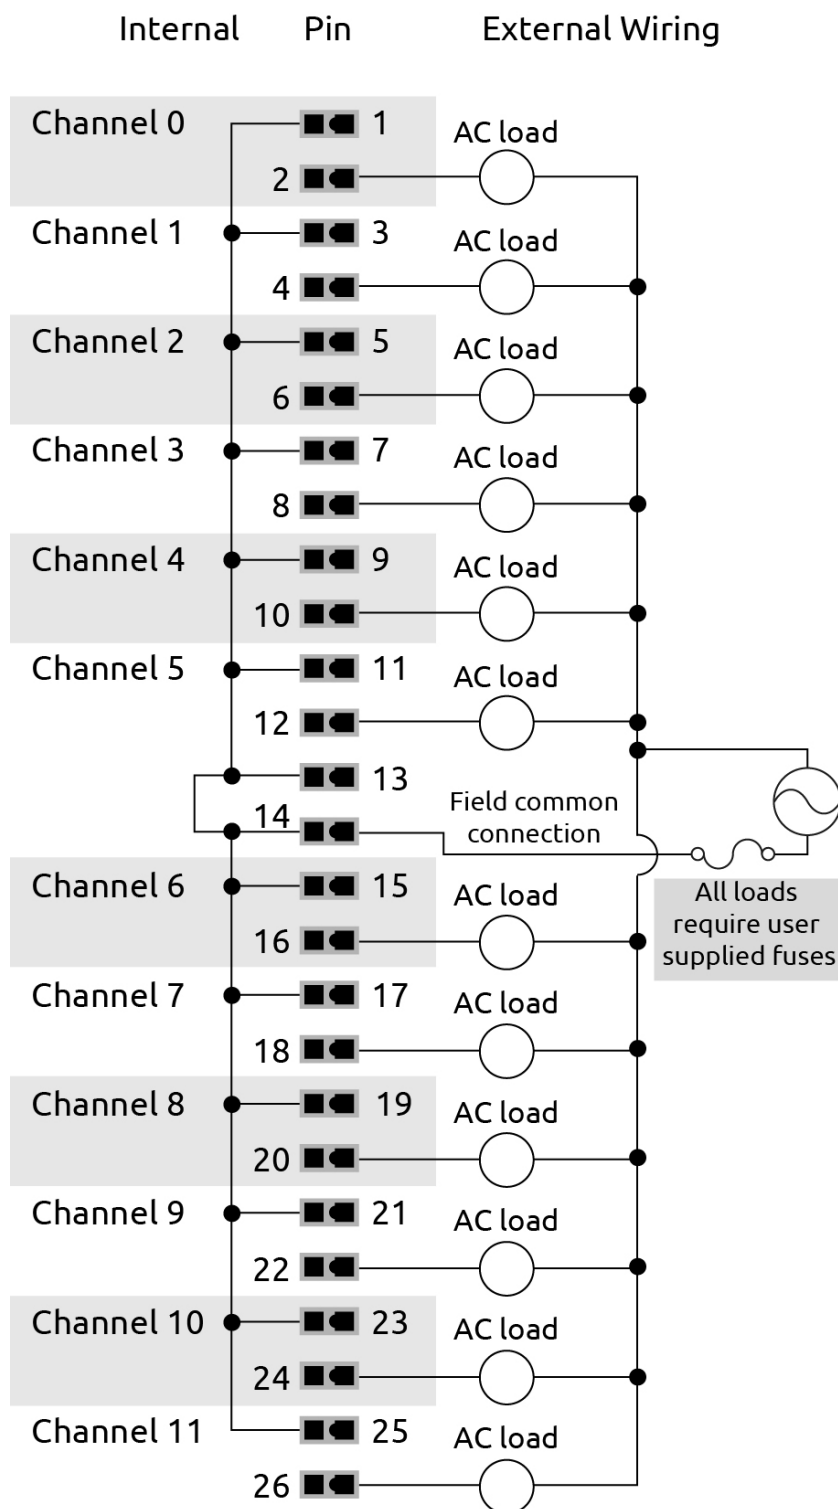 Internal Pin External Wiring
Channel 0 1 AC load
2
Channel 1 3 AC load
4
Channel 2 5 AC load
6
Channel 3 7 AC load
8
Channel 4 9 AC load
10
Channel 5 11 AC load
12
13
14 Field common
connection
Channel 6 15 AC load
16
All loads
require user
supplied fuses
Channel 7 17 AC load
18
Channel 8 19 AC load
20
Channel 9 21 AC load
22
Channel 10 23 AC load
24
Channel 11 25 AC load
26